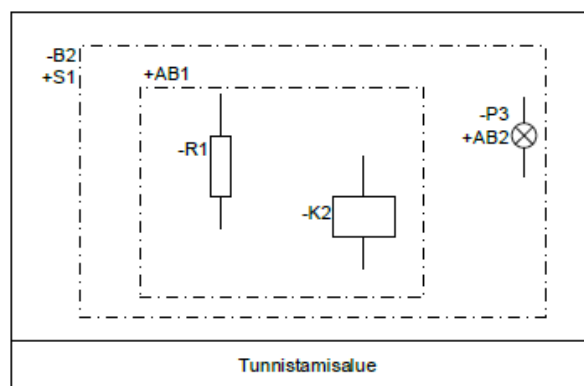 -B2
+S1
+AB1
-R1
-K2
-P3
+AB2
Tunnistamisalue